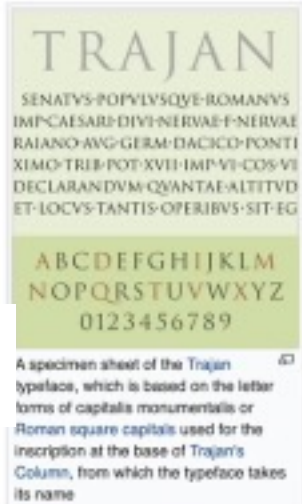 TRAJAN
SENATVS·POPVLVSQVE·ROMANVS
IMP·CAESARI·DIVI·NERVAE·F·NERVAE
RAIANO·AVG·GERM·DACICO·PONTI
XIMO·TRIB·POT·XVII·IMP·VI·COS·VI
DECLARANDVM·QVANTAE·ALTITVD
ET·LOCVS·TANTIS·OPERIBVS·SIT·EG
ABCDEFGHIJKLM
NOPQRSTUVWXYZ
0123456789
A specimen sheet of the Trajan
typeface, which is based on the letter
forms of capitalis monumentalis or
Roman square capitals used for the
inscription at the base of Trajan's
Column, from which the typeface takes
its name